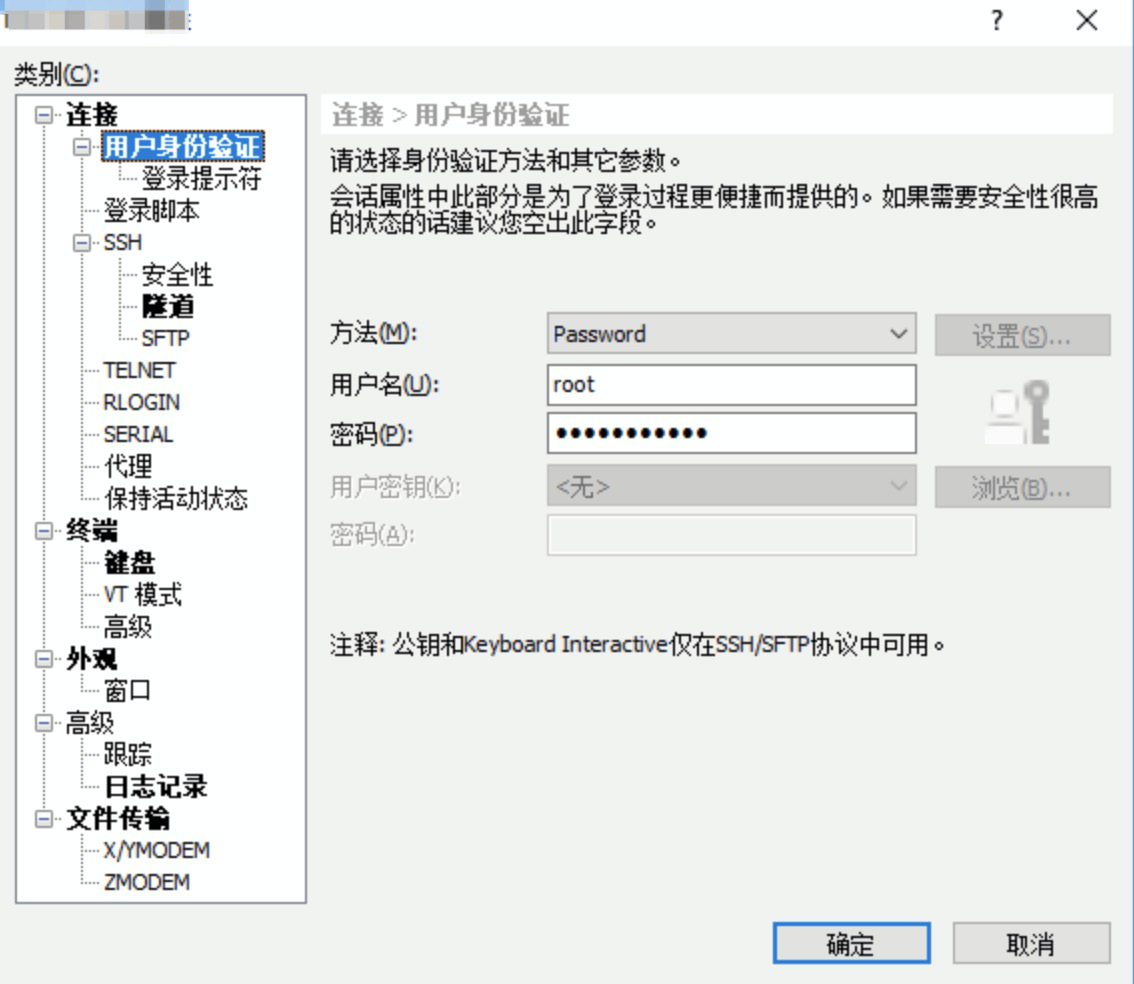 ?
类别(C):
连接
用户身份验证
登录提示符
登录脚本
SSH
安全性
隧道
SFTP
TELNET
RLOGIN
SERIAL
代理
保持活动状态
终端
键盘
VT 模式
高级
外观
窗口
高级
跟踪
日志记录
文件传输
X/YMODEM
ZMODEM
连接 > 用户身份验证
请选择身份验证方法和其它参数。
会话属性中此部分是为了登录过程更便捷而提供的。如果需要安全性很高
的状态的话建议您空出此字段。
方法(M):
Password
设置(S)...
用户名(U):
root
密码(P):
●●●●●●●●●●●
用户密钥(K):
<无>
浏览(B)...
密码(A):
注释: 公钥和Keyboard Interactive仅在SSH/SFTP协议中可用。
确定
取消